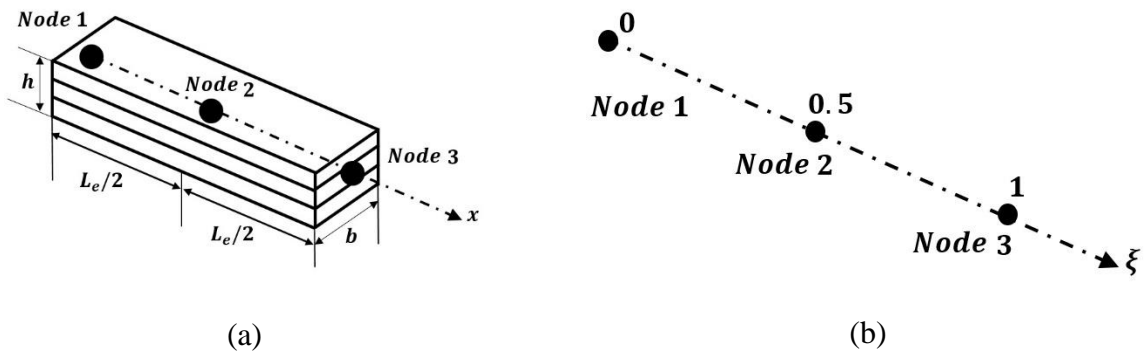 Node 1
h
Node 2
Node 3
L_e/2
L_e/2
b
x
(a)
0
Node 1
0.5
Node 2
1
Node 3
ξ
(b)